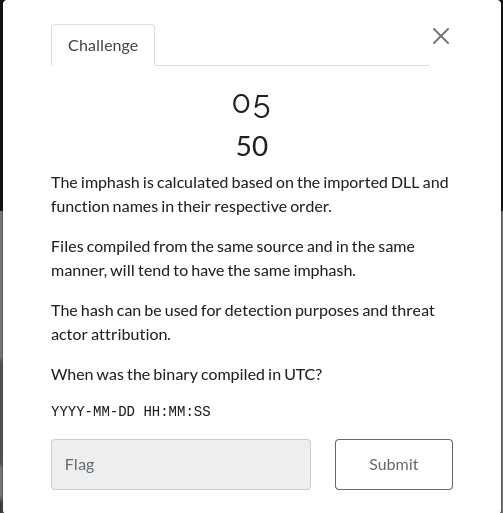 Challenge
05
50
The imphash is calculated based on the imported DLL and
function names in their respective order.
Files compiled from the same source and in the same
manner, will tend to have the same imphash.
The hash can be used for detection purposes and threat
actor attribution.
When was the binary compiled in UTC?
YYYY-MM-DD HH:MM:SS
Flag
Submit